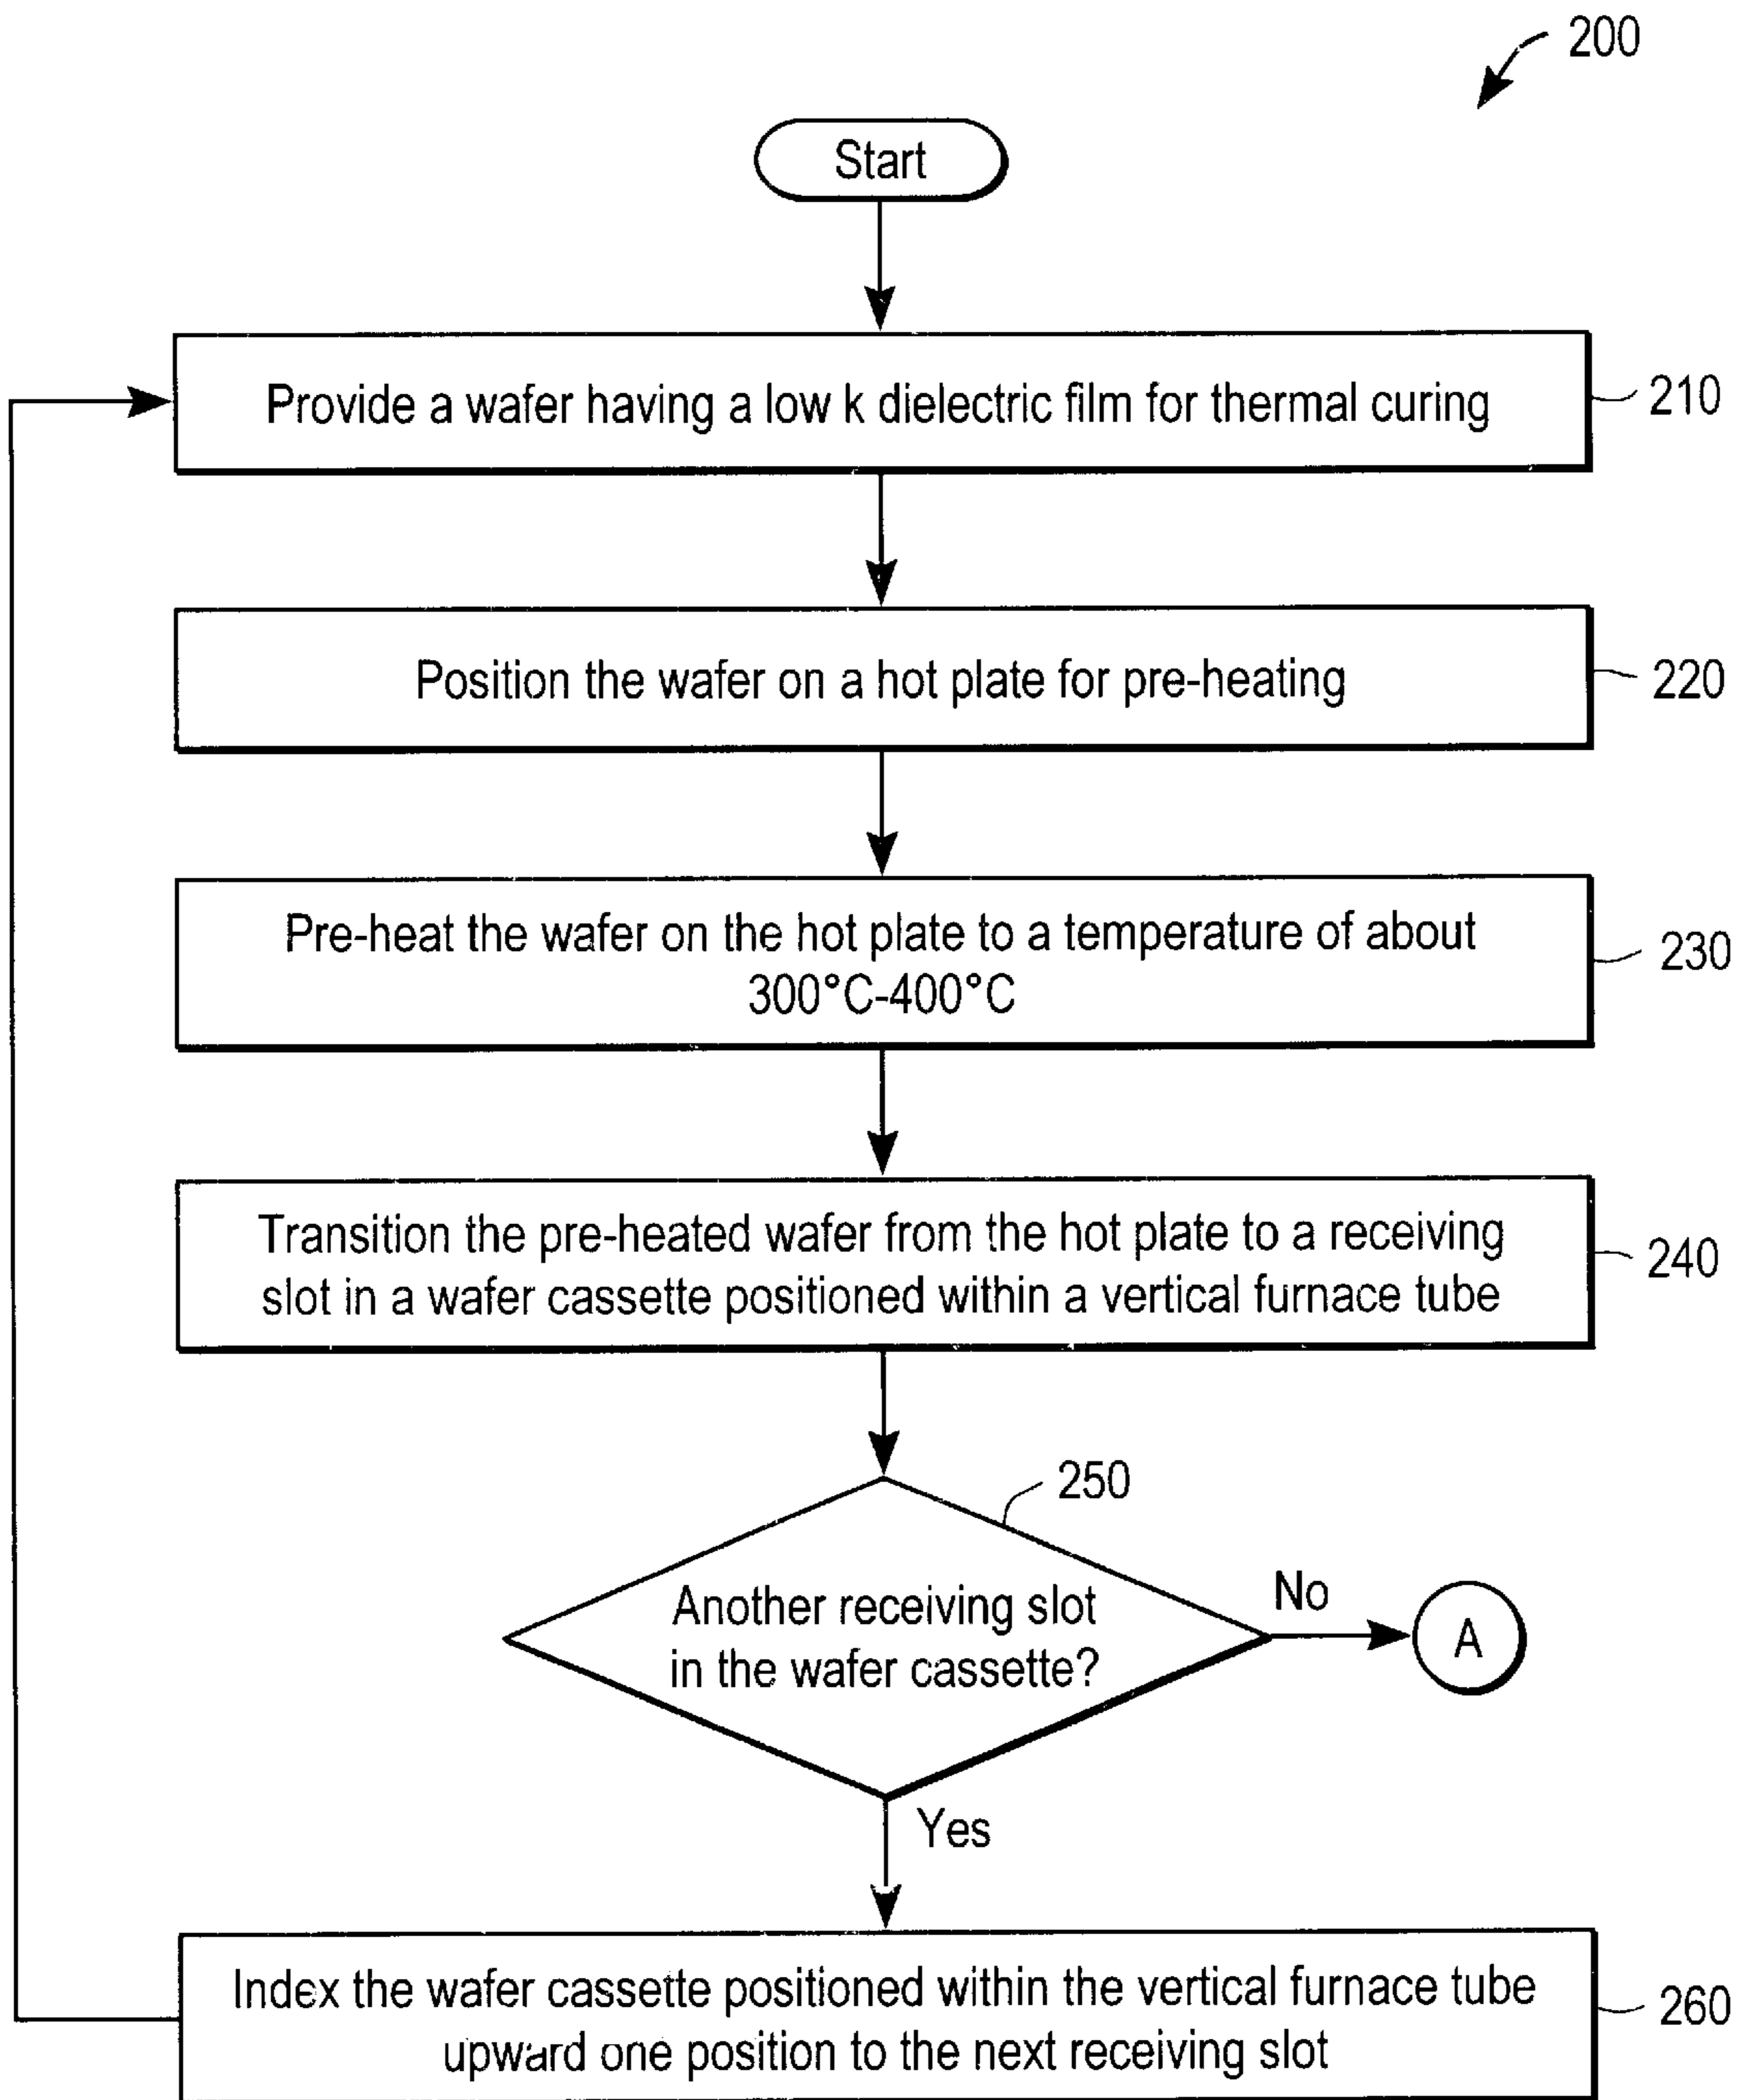 200
Start
Provide a wafer having a low k dielectric film for thermal curing
210
Position the wafer on a hot plate for pre-heating
220
Pre-heat the wafer on the hot plate to a temperature of about
300°C-400°C
230
Transition the pre-heated wafer from the hot plate to a receiving
slot in a wafer cassette positioned within a vertical furnace tube
240
250
Another receiving slot
in the wafer cassette?
No
A
Yes
Index the wafer cassette positioned within the vertical furnace tube
upward one position to the next receiving slot
260